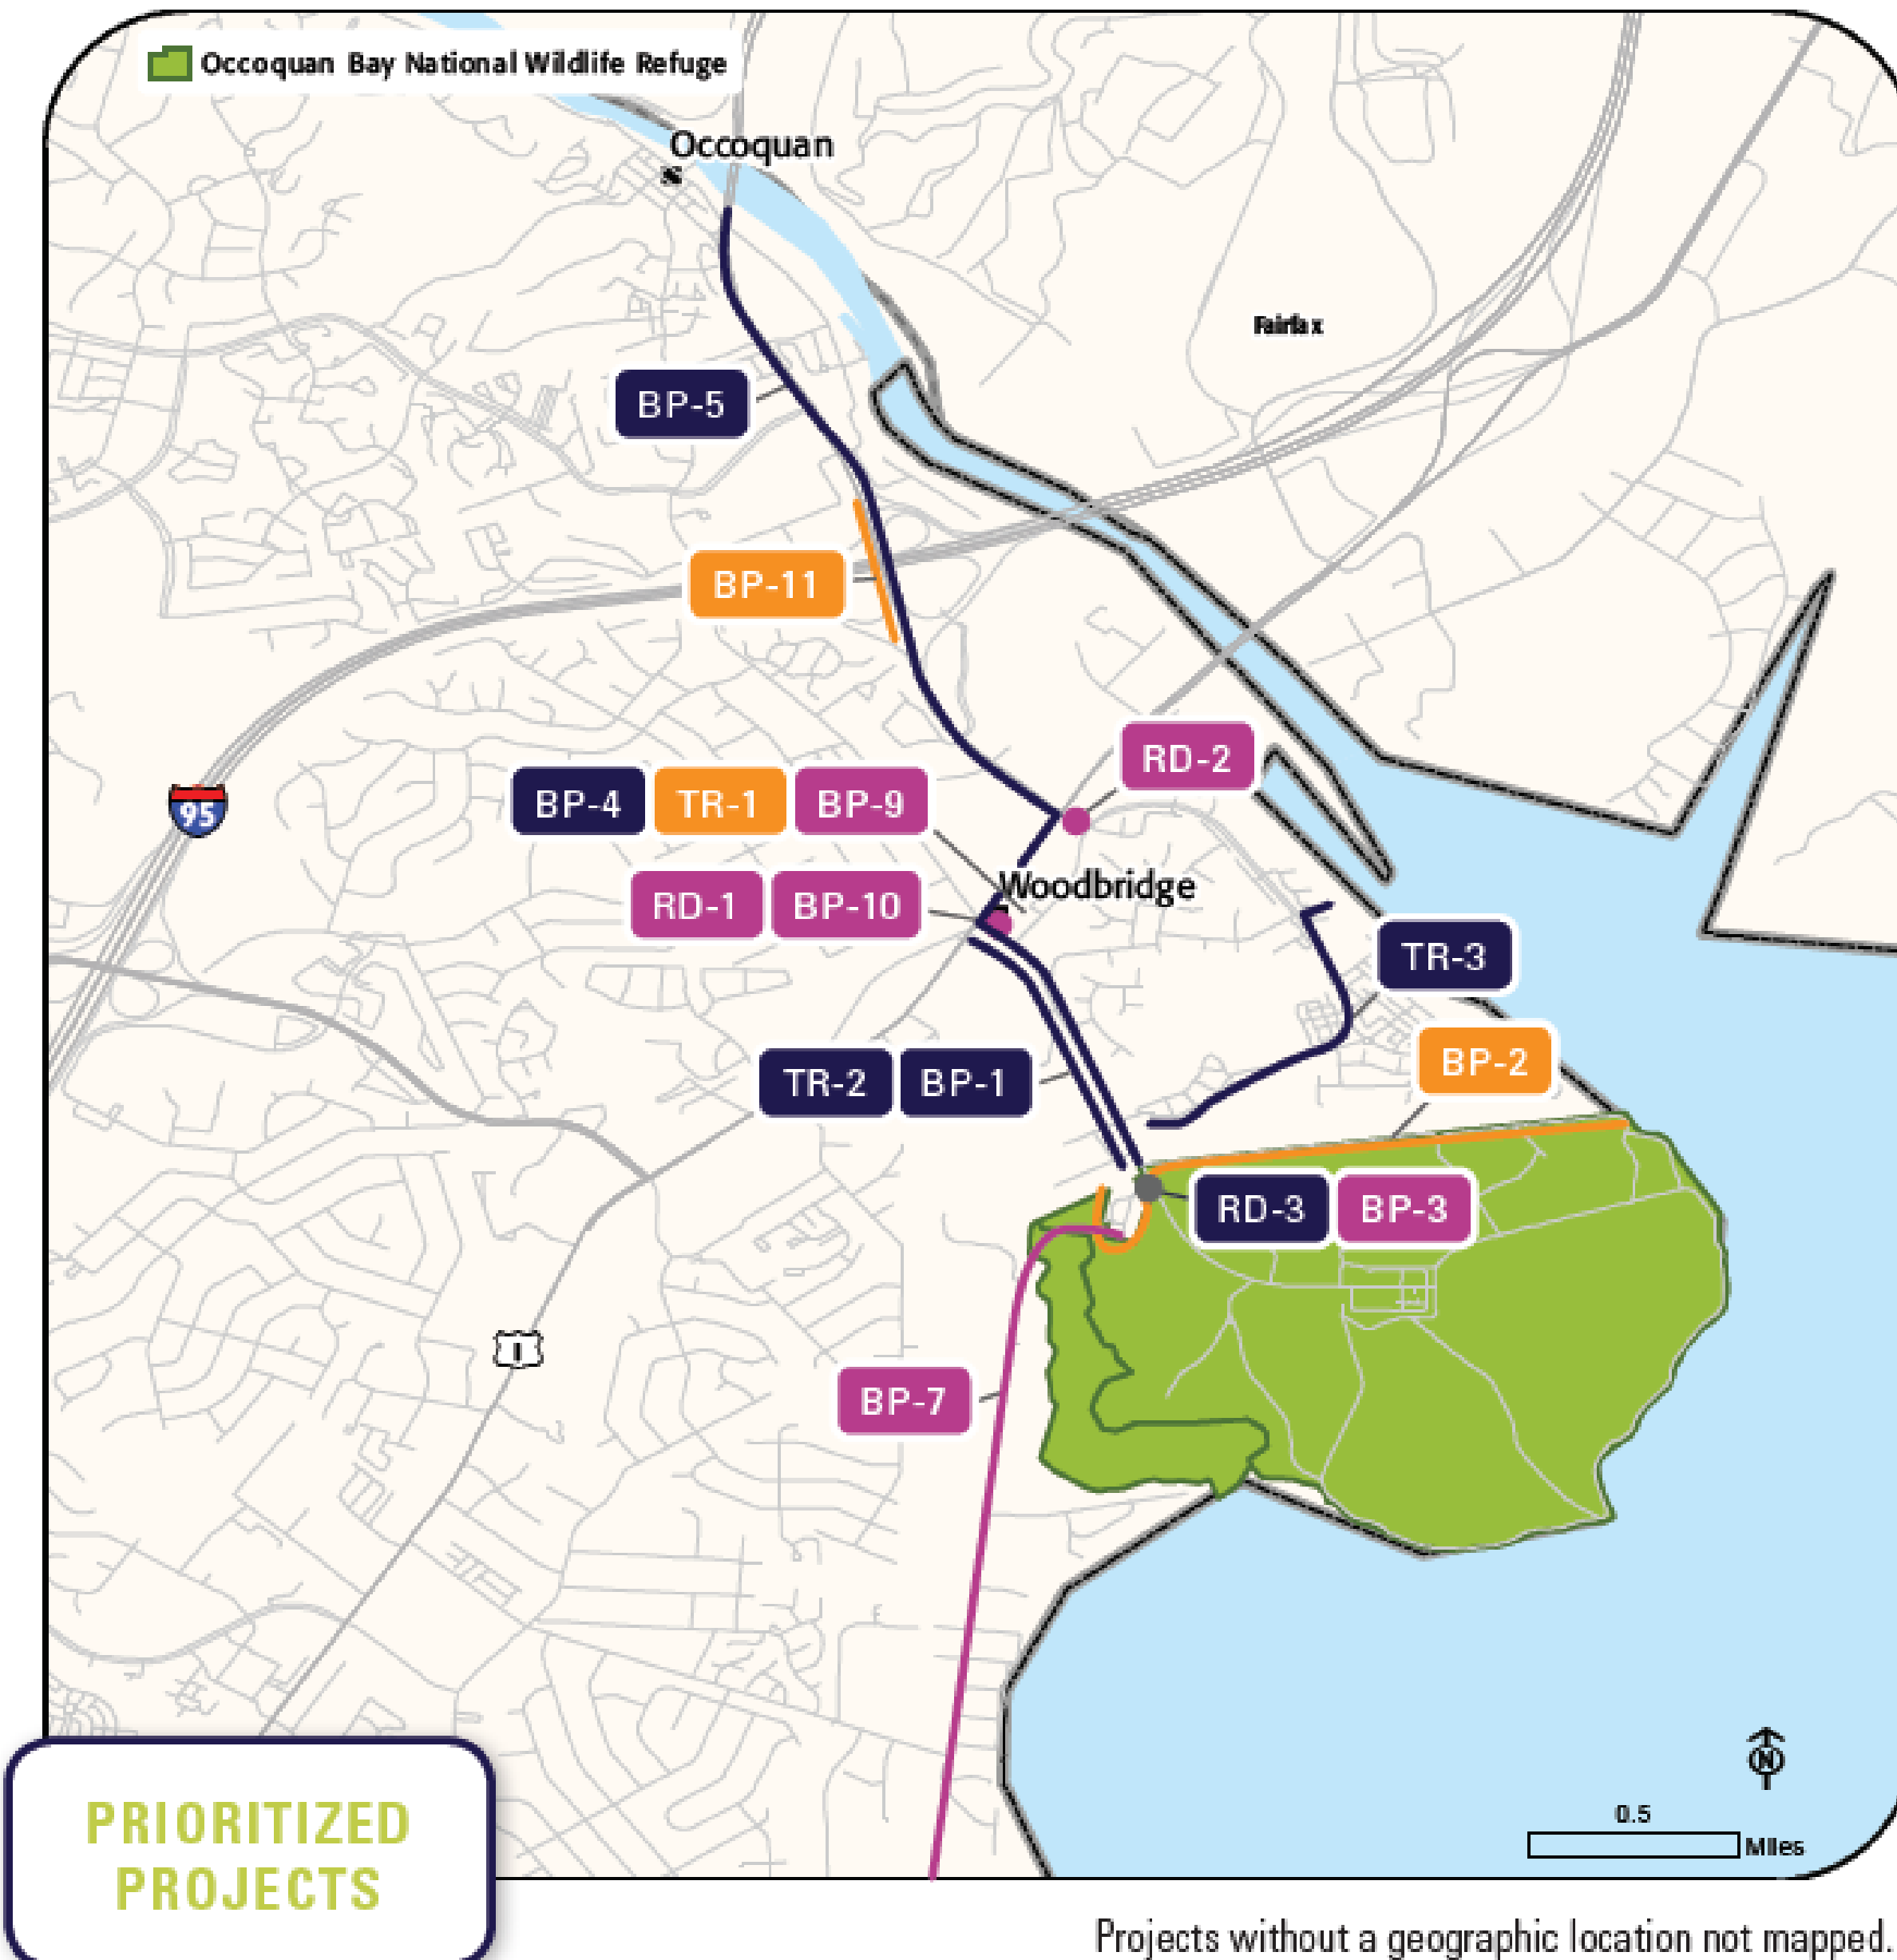 Occoquan Bay National Wildlife Refuge
Occoquan
Fairfax
BP-5
BP-11
RD-2
95
BP-4 TR-1 BP-9
Woodbridge
RD-1 BP-10
TR-3
BP-2
TR-2 BP-1
RD-3 BP-3
1
BP-7
N
0.5
Miles
PRIORITIZED
PROJECTS
Projects without a geographic location not mapped.